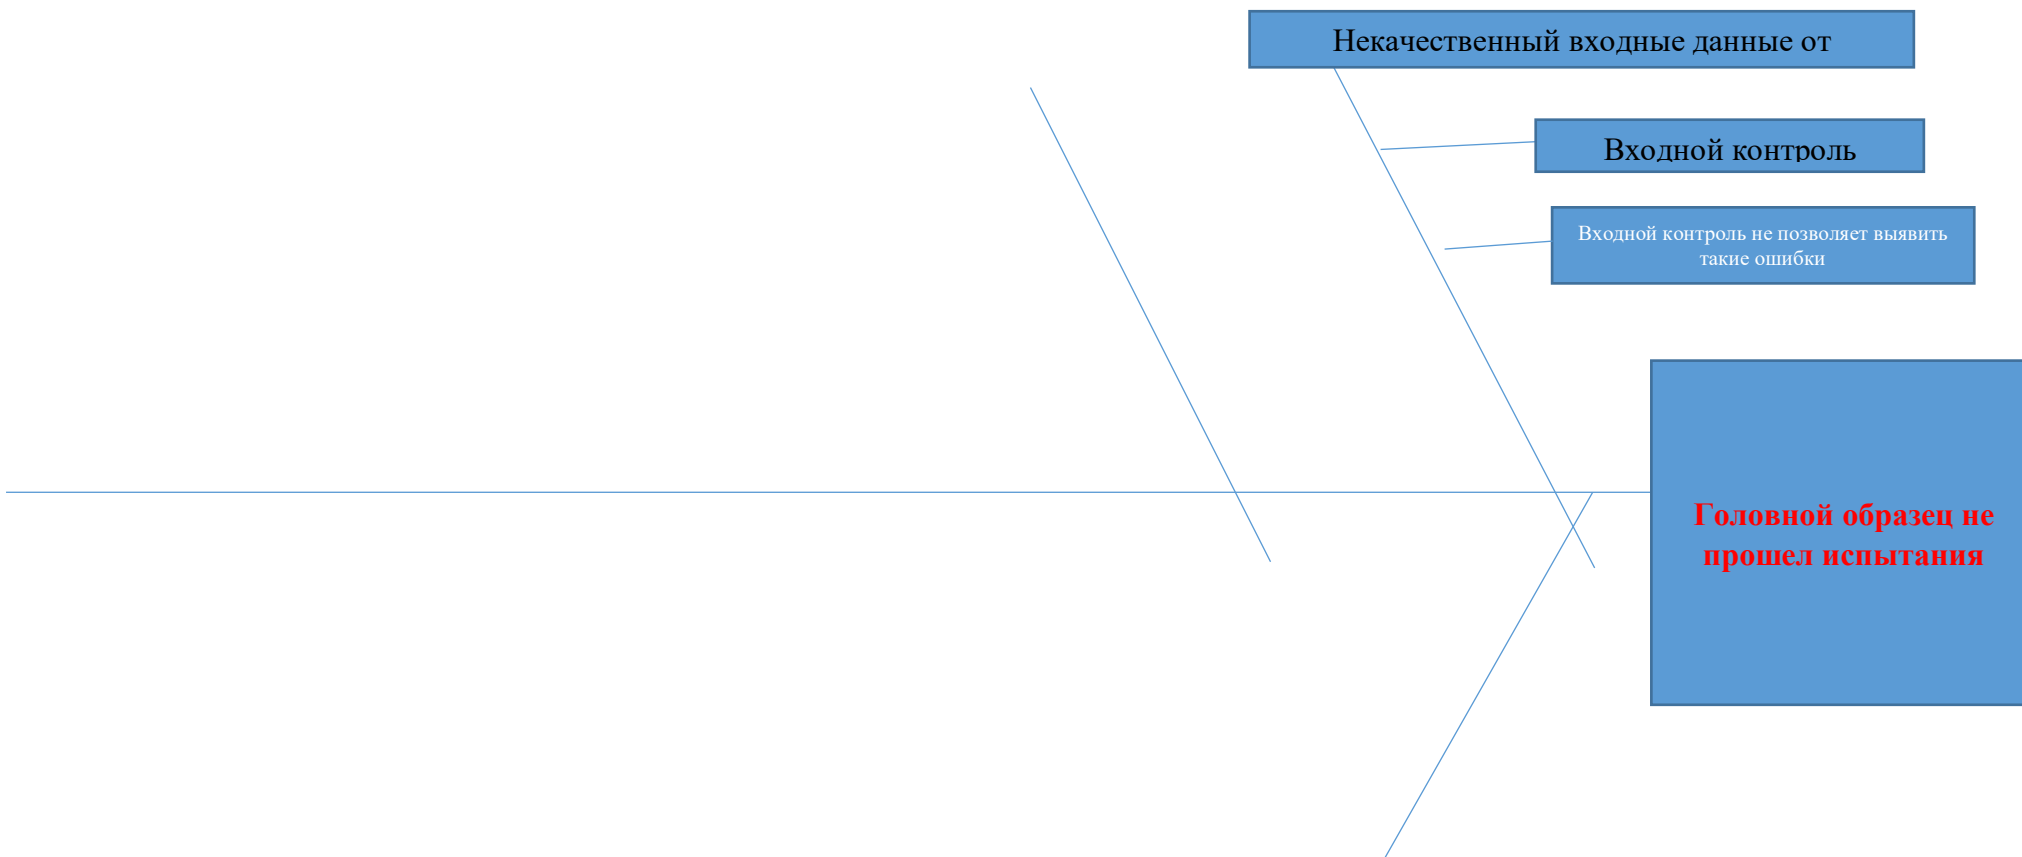 Некачественный входные данные от
Входной контроль
Входной контроль не позволяет выявить
такие ошибки
Головной образец не
прошел испытания